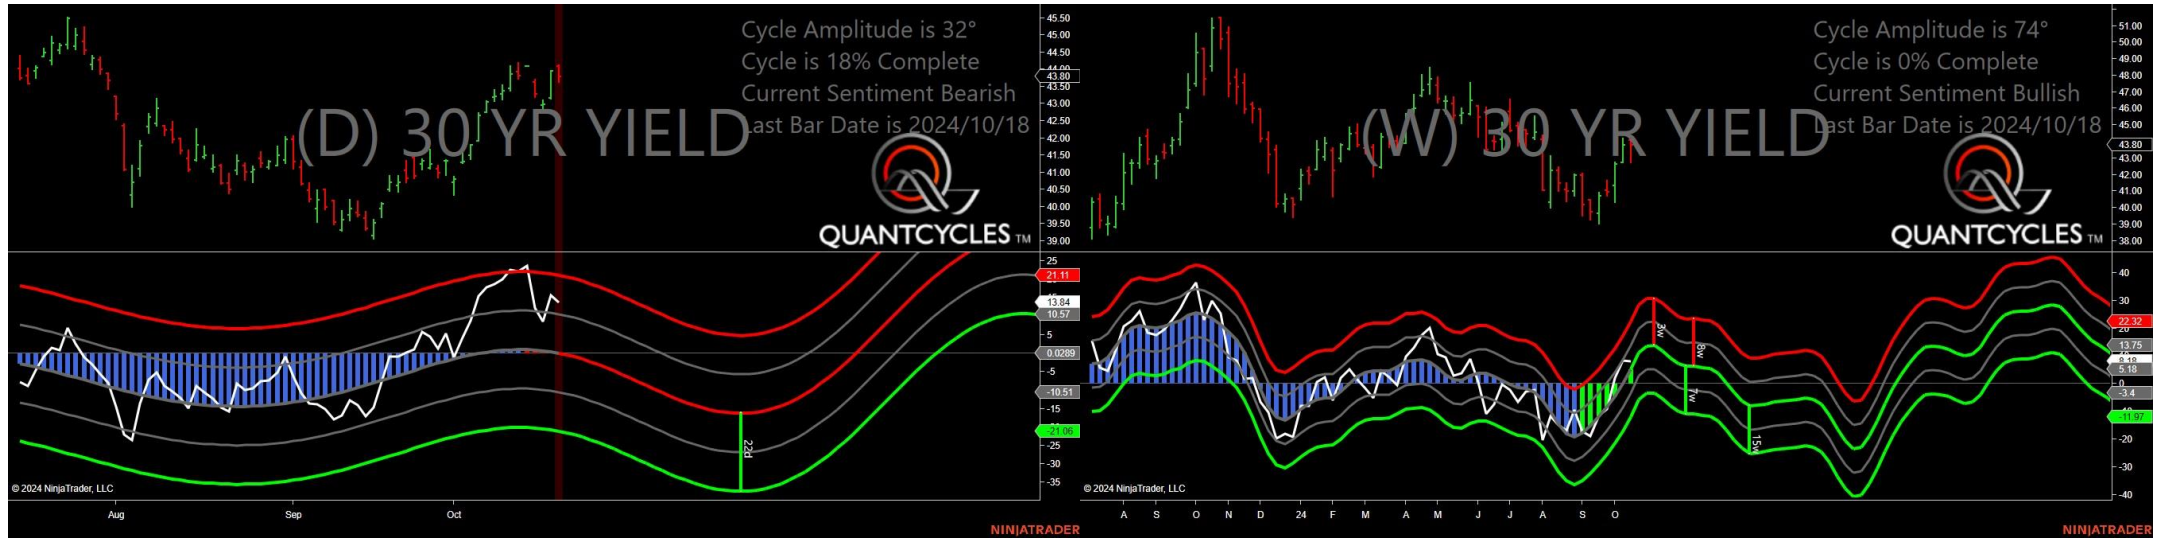 Cycle Amplitude is 32°
Cycle is 18% Complete
Current Sentiment Bearish
Last Bar Date is 2024/10/18
(D) 30 YR YIELD
QUANTCYCLES TM
45.50
45.00
44.50
44.00
43.80
43.50
43.00
42.50
42.00
41.50
41.00
40.50
40.00
39.50
39.00
25
21.11
13.84
10.57
5
0.0289
-5
-10.51
-15
-21.06
-25
-30
-35
22d
© 2024 NinjaTrader, LLC
Aug
Sep
Oct
NINJATRADER
Cycle Amplitude is 74°
Cycle is 0% Complete
Current Sentiment Bullish
Last Bar Date is 2024/10/18
(W) 30 YR YIELD
QUANTCYCLES TM
51.00
50.00
49.00
48.00
47.00
46.00
45.00
43.80
43.00
42.00
41.00
40.00
39.00
38.00
40
30
22.32
13.75
8.18
5.18
0
-3.4
-11.97
-20
-30
-40
3w
8w
7w
15w
© 2024 NinjaTrader, LLC
A S O N D 24 F M A M J J A S O
NINJATRADER